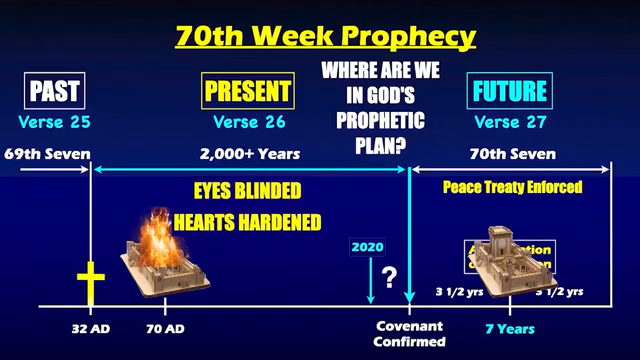 70th Week Prophecy
PAST
Verse 25
69th Seven
PRESENT
Verse 26
2,000+ Years
WHERE ARE WE
IN GOD'S
PROPHETIC
PLAN?
FUTURE
Verse 27
70th Seven
EYES BLINDED
HEARTS HARDENED
Peace Treaty Enforced
2020
?
3 1/2 yrs
3 1/2 yrs
32 AD
70 AD
Covenant
Confirmed
7 Years